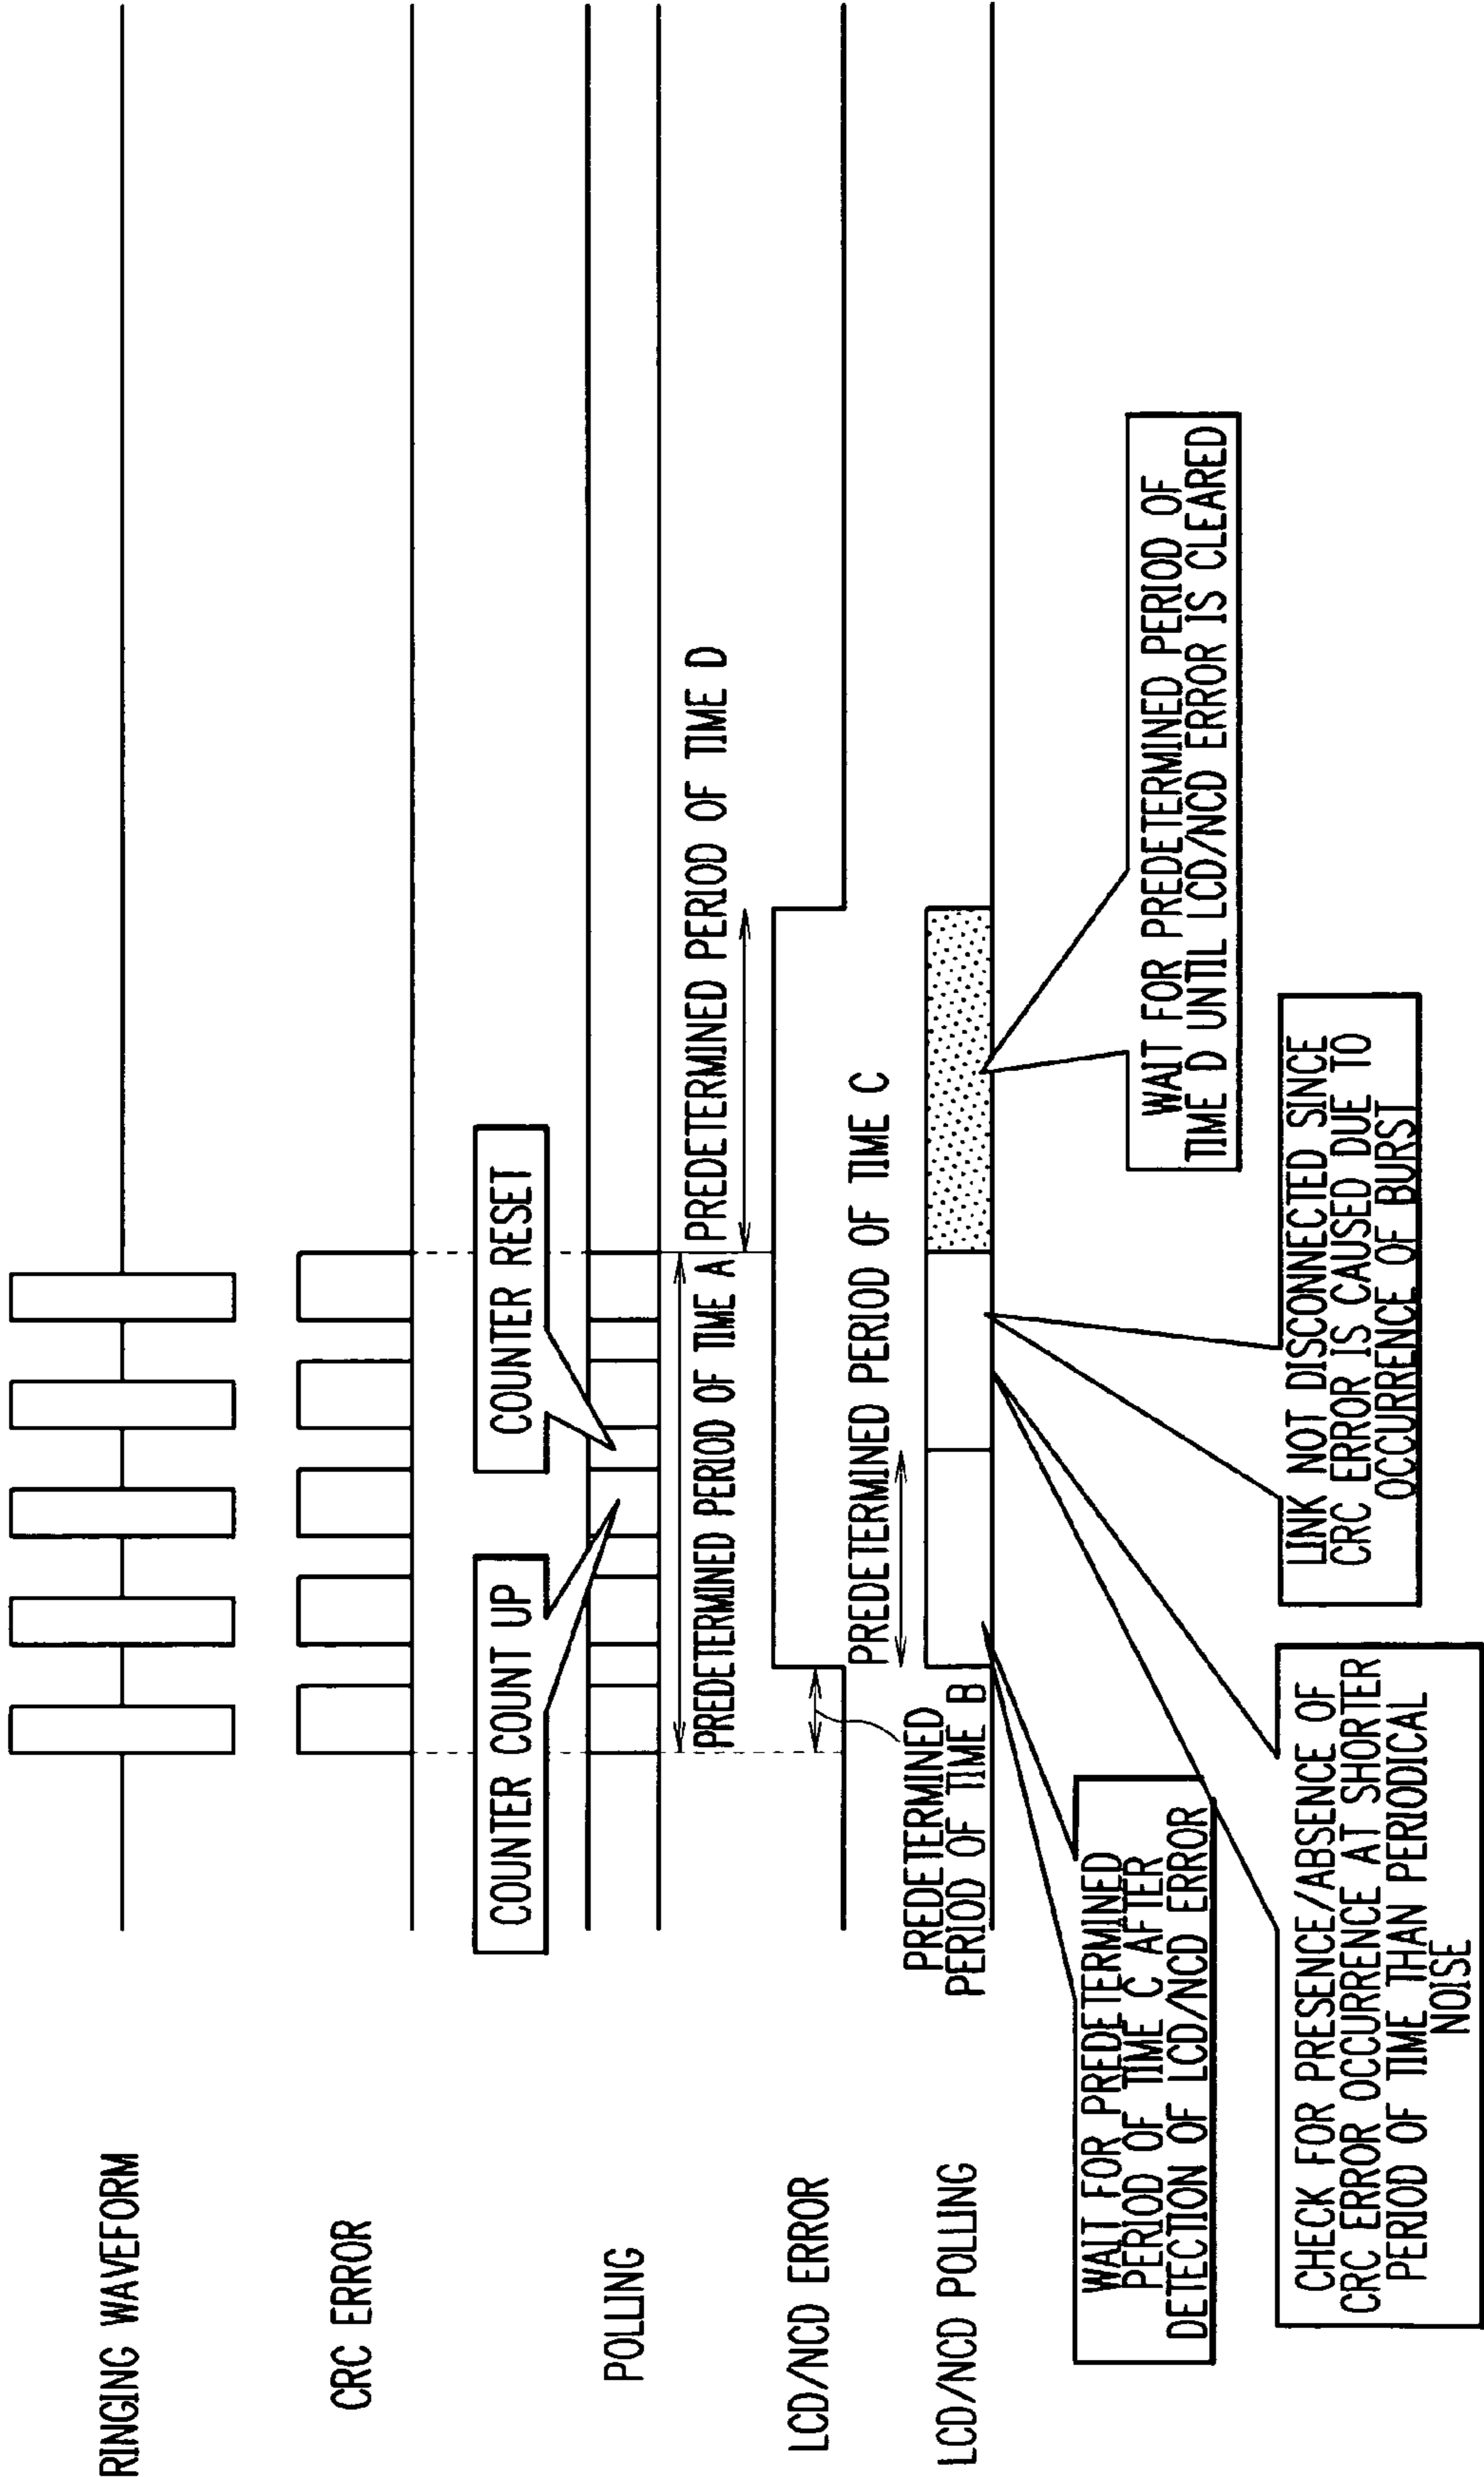 RINGING WAVEFORM
CRC ERROR
COUNTER COUNT UP
COUNTER RESET
POLLING
PREDETERMINED PERIOD OF TIME A
PREDETERMINED PERIOD OF TIME D
LCD/NCD ERROR
PREDETERMINED
PERIOD OF TIME B
PREDETERMINED PERIOD OF TIME C
LCD/NCD POLLING
WAIT FOR PREDETERMINED
PERIOD OF TIME C AFTER
DETECTION OF LCD/NCD ERROR
WAIT FOR PREDETERMINED PERIOD OF
TIME D UNTIL LCD/NCD ERROR IS CLEARED
CHECK FOR PRESENCE/ABSENCE OF
CRC ERROR OCCURRENCE AT SHORTER
PERIOD OF TIME THAN PERIODICAL
NOISE
LINK NOT DISCONNECTED SINCE
CRC ERROR IS CAUSED DUE TO
OCCURRENCE OF BURST